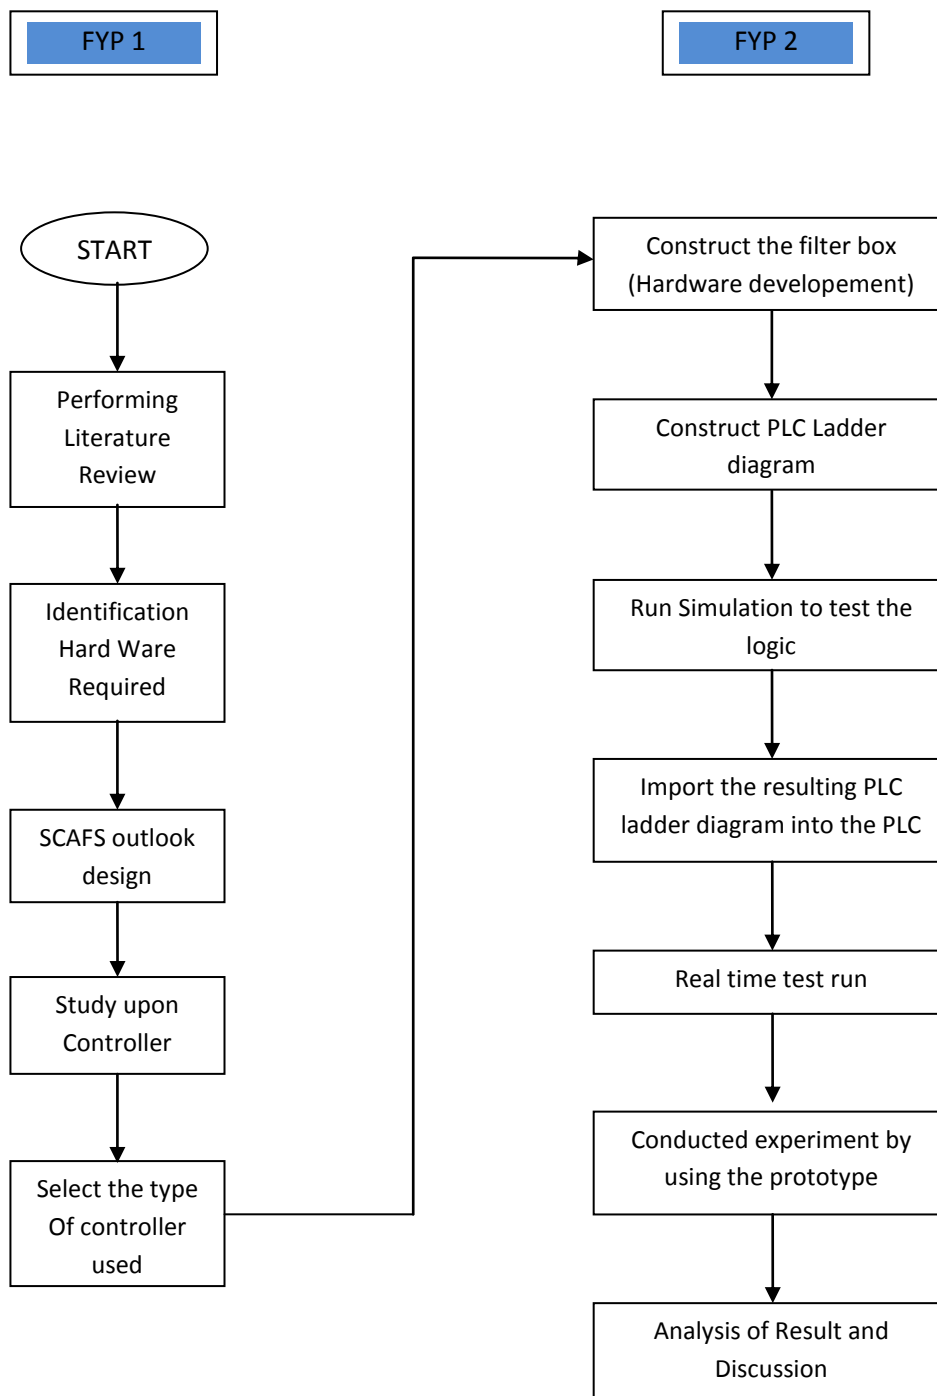 FYP 1
FYP 2
START
Performing
Literature
Review
Identification
Hard Ware
Required
SCAFS outlook
design
Study upon
Controller
Select the type
Of controller
used
Construct the filter box
(Hardware developement)
Construct PLC Ladder
diagram
Run Simulation to test the
logic
Import the resulting PLC
ladder diagram into the PLC
Real time test run
Conducted experiment by
using the prototype
Analysis of Result and
Discussion